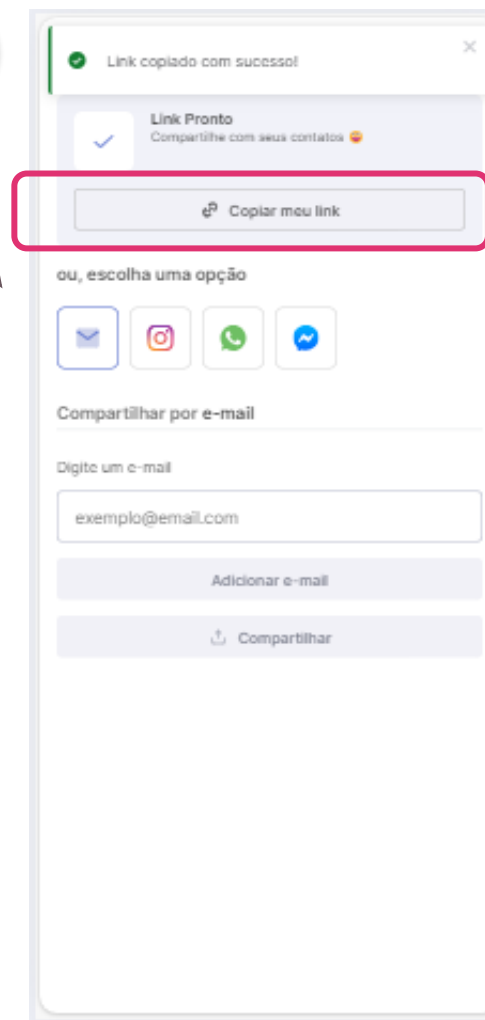 Link copiado com sucesso!
Link Pronto
Compartilhe com seus contatos 😄
Copiar meu link
ou, escolha uma opção
Compartilhar por e-mail
Digite um e-mail
exemplo@email.com
Adicionar e-mail
Compartilhar